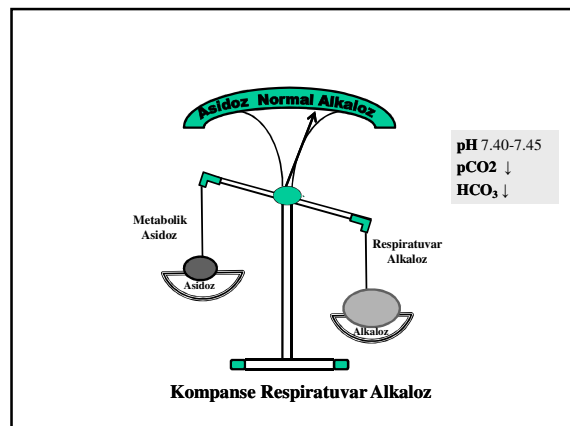 Asidoz Normal Alkaloz
pH 7.40-7.45
pCO2 ↓
HCO₃ ↓
Metabolik
Asidoz
Respiratuvar
Alkaloz
Asidoz
Alkaloz
Kompanse Respiratuvar Alkaloz